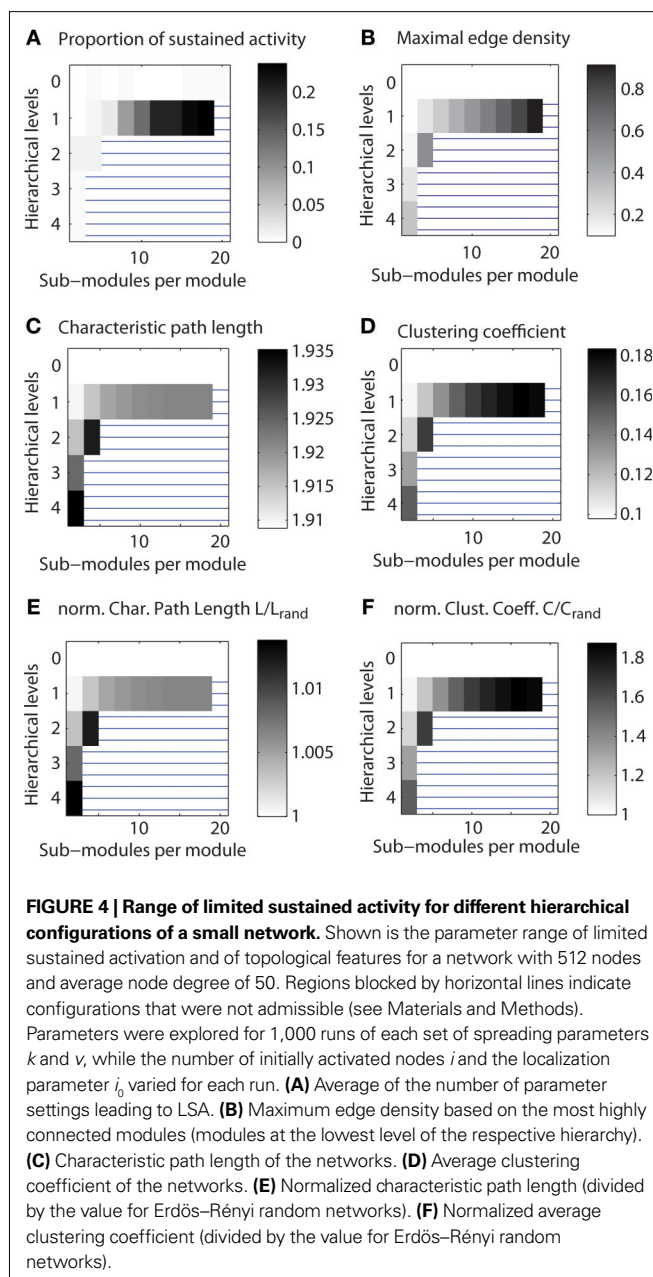 A Proportion of sustained activity
Hierarchical levels
0
1
2
3
4
10 20
Sub−modules per module
0.2
0.15
0.1
0.05
0
B Maximal edge density
Hierarchical levels
0
1
2
3
4
10 20
Sub−modules per module
0.8
0.6
0.4
0.2
C Characteristic path length
Hierarchical levels
0
1
2
3
4
10 20
Sub−modules per module
1.935
1.93
1.925
1.92
1.915
1.91
D Clustering coefficient
Hierarchical levels
0
1
2
3
4
10 20
Sub−modules per module
0.18
0.16
0.14
0.12
0.1
E norm. Char. Path Length L/Lrand
Hierarchical levels
0
1
2
3
4
10 20
Sub−modules per module
1.01
1.005
1
F norm. Clust. Coeff. C/Crand
Hierarchical levels
0
1
2
3
4
10 20
Sub−modules per module
1.8
1.6
1.4
1.2
1
FIGURE 4 | Range of limited sustained activity for different hierarchical
configurations of a small network. Shown is the parameter range of limited
sustained activation and of topological features for a network with 512 nodes
and average node degree of 50. Regions blocked by horizontal lines indicate
configurations that were not admissible (see Materials and Methods).
Parameters were explored for 1,000 runs of each set of spreading parameters
k and v, while the number of initially activated nodes i and the localization
parameter i0 varied for each run. (A) Average of the number of parameter
settings leading to LSA. (B) Maximum edge density based on the most highly
connected modules (modules at the lowest level of the respective hierarchy).
(C) Characteristic path length of the networks. (D) Average clustering
coefficient of the networks. (E) Normalized characteristic path length (divided
by the value for Erdös–Rényi random networks). (F) Normalized average
clustering coefficient (divided by the value for Erdös–Rényi random
networks).